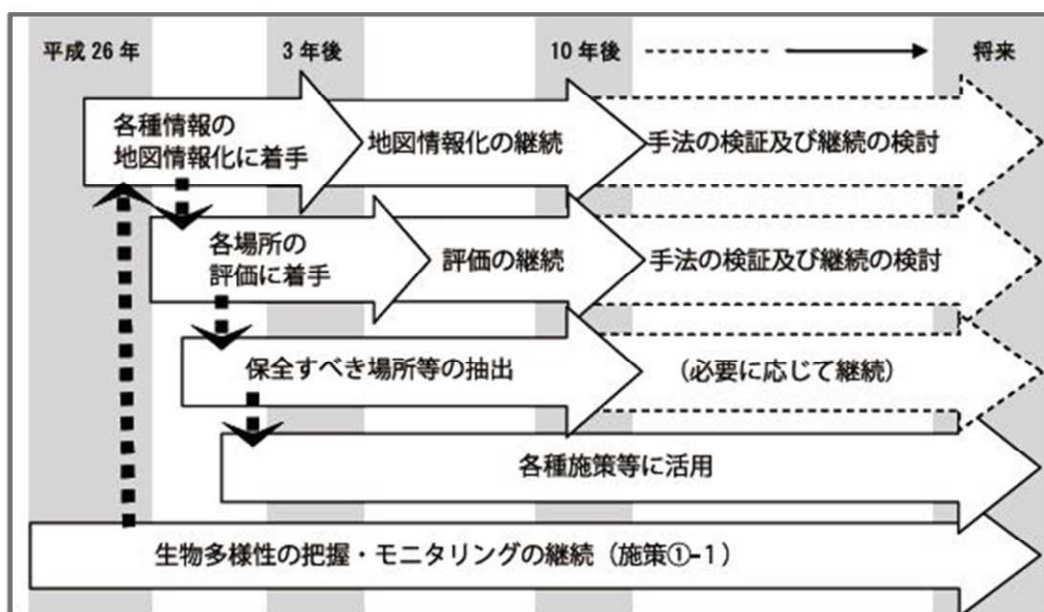 平成26年
3年後
10年後
将来
各種情報の
地図情報化に着手
地図情報化の継続
手法の検証及び継続の検討
各場所の
評価に着手
評価の継続
手法の検証及び継続の検討
保全すべき場所等の抽出
(必要に応じて継続)
各種施策等に活用
生物多様性の把握・モニタリングの継続(施策①-1)